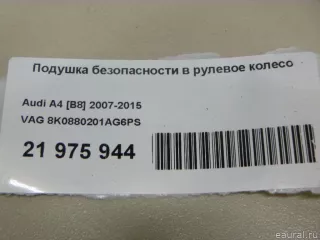 Подушка безопасности в рулевое колесо
Audi A4 [B8] 2007-2015
VAG 8K0880201AG6PS
21 975 944
eaural.ru